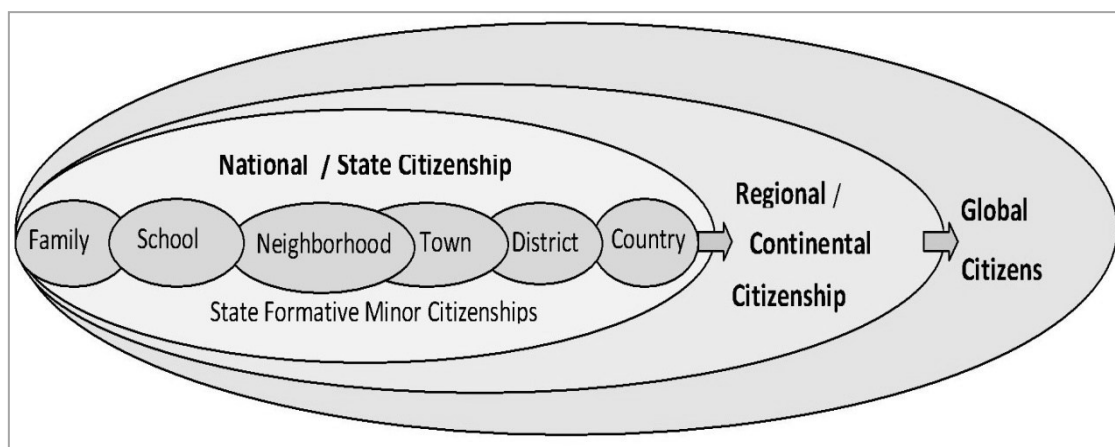 National / State Citizenship
Family
School
Neighborhood
Town
District
Country
State Formative Minor Citizenships
Regional /
Continental
Citizenship
Global
Citizens